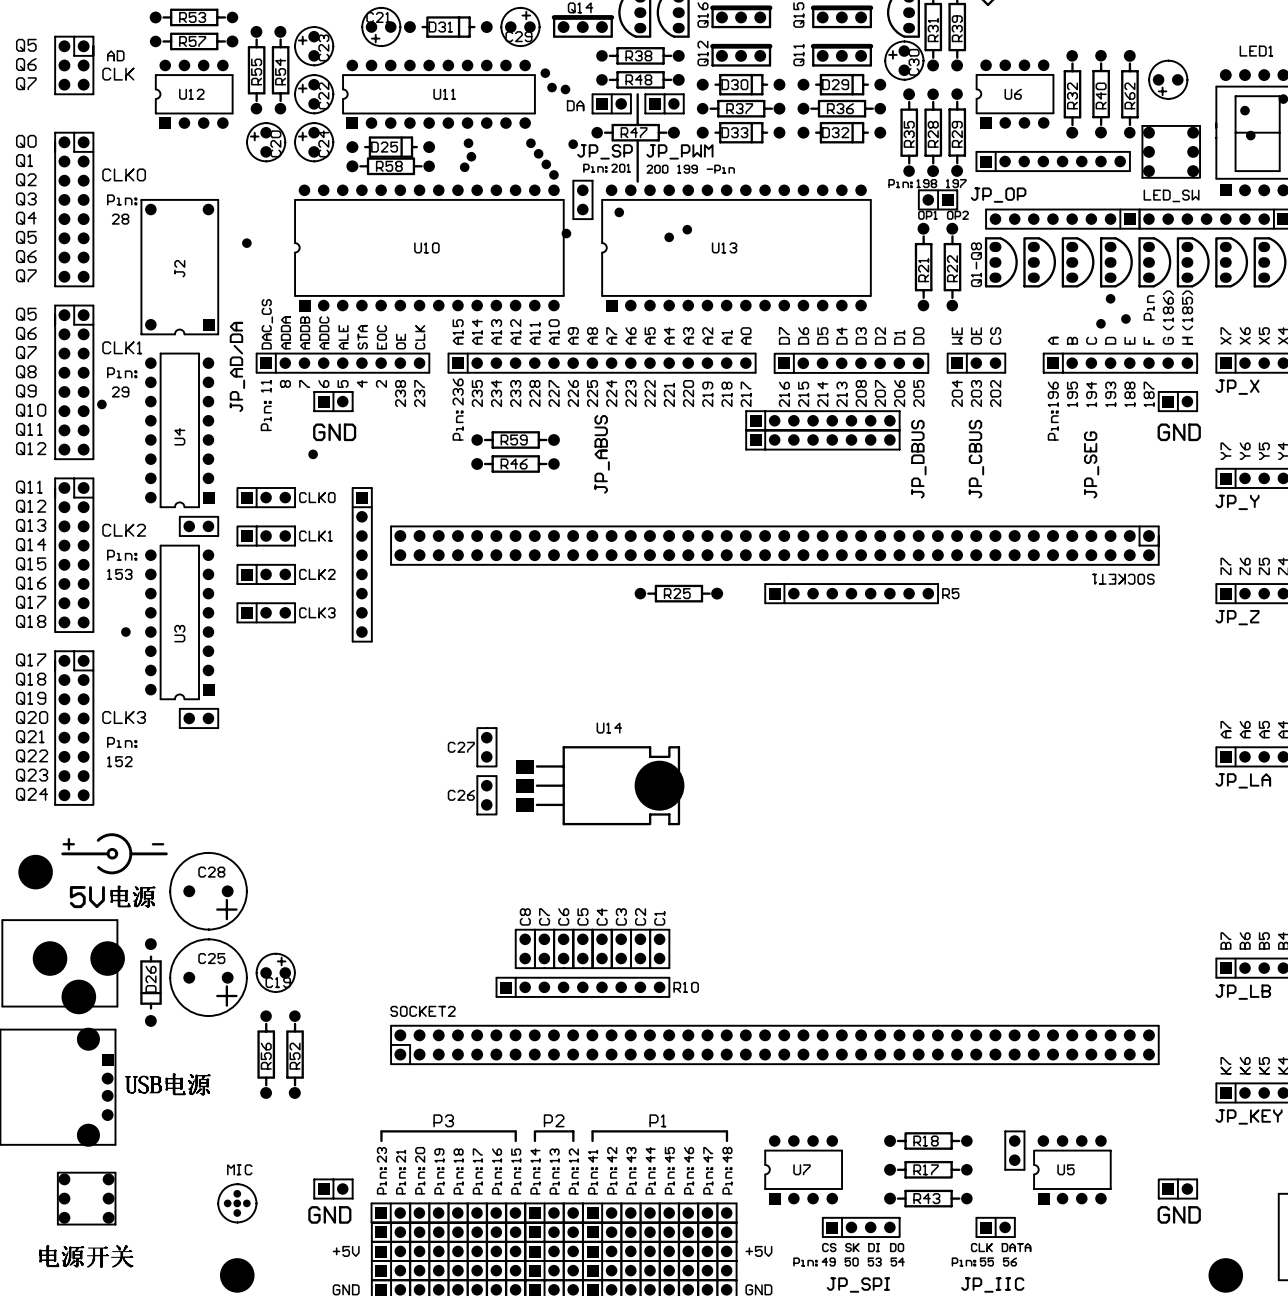 R53
R57
Q5
Q6
Q7
AD
CLK
U12
R55
R54
C23
C22
C20
C24
C21
D31
C29
Q14
R38
R48
DA
R47
JP_SP JP_PWM
Pin:201 200 199 -Pin
Q16
Q12
Q15
Q11
D30
R37
D33
D29
R36
D32
C30
R31
R39
R35
R28
R29
U11
D25
R58
U6
R32
R40
R62
LED1
LED_SW
JP_OP
Pin:198 197
OP1 OP2
R21
R22
Q1-Q8
Q0
Q1
Q2
Q3
Q4
Q5
Q6
Q7
CLK0
Pin:
28
J2
U10
U13
Q5
Q6
Q7
Q8
Q9
Q10
Q11
Q12
CLK1
Pin:
29
U4
JP_AD/DA
DAC_CS
ADDA
ADDB
ADDC
ALE
STA
EOC
OE
CLK
Pin: 11
8
7
6
5
4
2
238
237
GND
A15
A14
A13
A12
A11
A10
A9
A8
A7
A6
A5
A4
A3
A2
A1
A0
Pin:236
235
234
233
228
227
226
225
224
223
222
221
220
219
218
217
JP_ABUS
R59
R46
D7
D6
D5
D4
D3
D2
D1
D0
216
215
214
213
208
207
206
205
JP_DBUS
WE
OE
CS
204
203
202
JP_CBUS
A
B
C
D
E
F
G (186)
H (185)
Pin
Pin:196
195
194
193
188
187
JP_SEG
GND
X7
X6
X5
X4
JP_X
Y7
Y6
Y5
Y4
JP_Y
Q11
Q12
Q13
Q14
Q15
Q16
Q17
Q18
CLK2
Pin:
153
U3
CLK0
CLK1
CLK2
CLK3
SOCKET1
R25
R5
Z7
Z6
Z5
Z4
JP_Z
Q17
Q18
Q19
Q20
Q21
Q22
Q23
Q24
CLK3
Pin:
152
C27
C26
U14
A7
A6
A5
A4
JP_LA
+ −
5V电源
C28
C25
D26
C19
C8
C7
C6
C5
C4
C3
C2
C1
R10
B7
B6
B5
B4
JP_LB
SOCKET2
R56
R52
USB电源
K7
K6
K5
K4
JP_KEY
P3 P2 P1
Pin:23
Pin:21
Pin:20
Pin:19
Pin:18
Pin:17
Pin:16
Pin:15
Pin:14
Pin:13
Pin:12
Pin:41
Pin:42
Pin:43
Pin:44
Pin:45
Pin:46
Pin:47
Pin:48
U7
R18
R17
R43
U5
MIC
GND
GND
电源开关
+5V +5V
GND GND
CS SK DI DO
Pin:49 50 53 54
JP_SPI
CLK DATA
Pin:55 56
JP_IIC